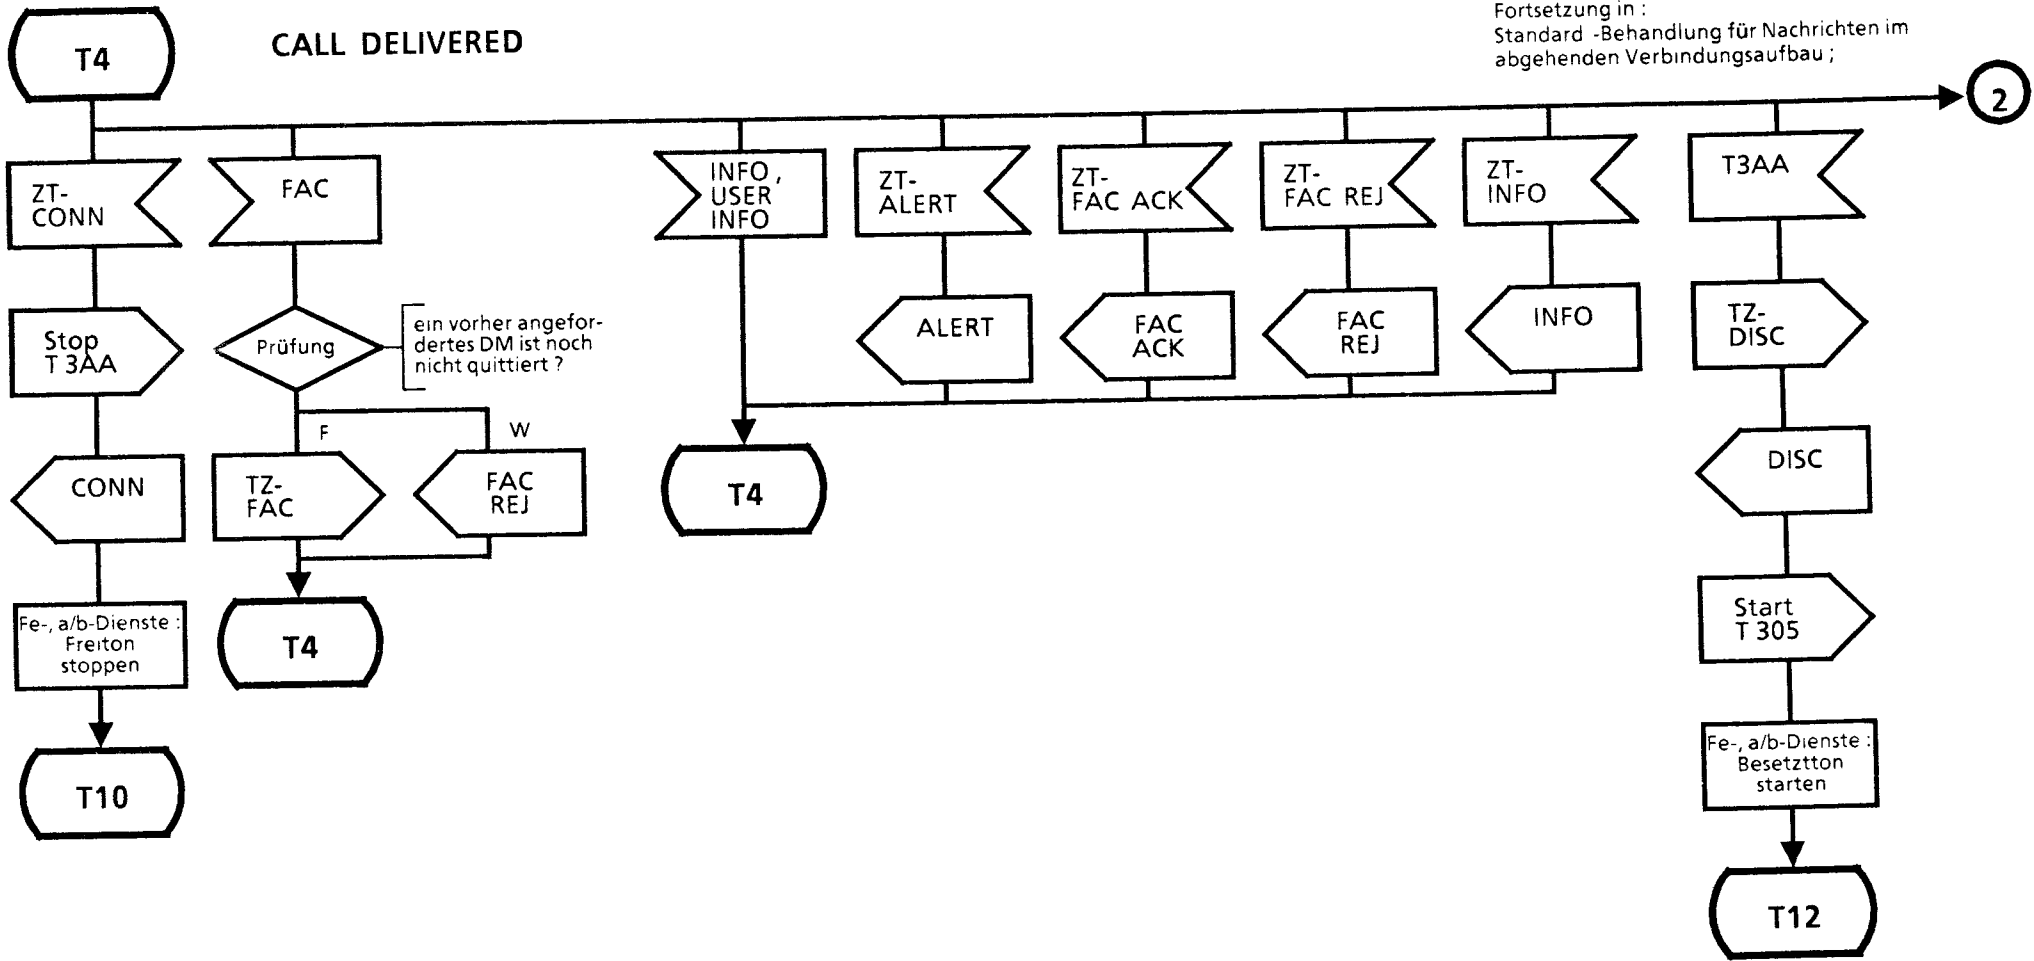 T4
CALL DELIVERED
Fortsetzung in :
Standard -Behandlung für Nachrichten im
abgehenden Verbindungsaufbau ;
2
ZT-
CONN
FAC
INFO ,
USER
INFO
ZT-
ALERT
ZT-
FAC ACK
ZT-
FAC REJ
ZT-
INFO
T3AA
Stop
T 3AA
Prüfung
ein vorher angefor-
dertes DM ist noch
nicht quittiert ?
ALERT
FAC
ACK
FAC
REJ
INFO
TZ-
DISC
F
W
CONN
TZ-
FAC
FAC
REJ
T4
DISC
Fe-, a/b-Dienste :
Freiton
stoppen
T4
Start
T 305
T10
Fe-, a/b-Dienste :
Besetztton
starten
T12